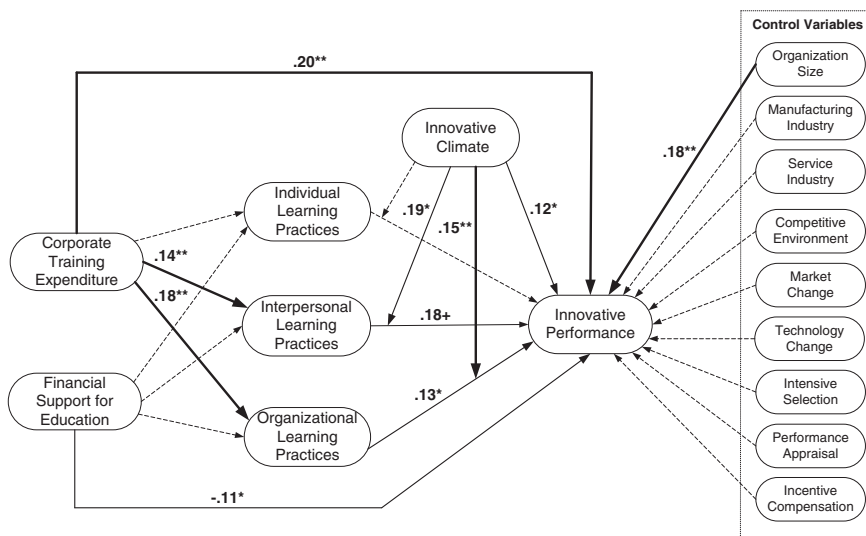 Control Variables
.20**
Organization
Size
Manufacturing
Industry
Innovative
Climate
.18**
Service
Industry
Individual
Learning
Practices
.19*
.12*
.15**
Competitive
Environment
Corporate
Training
Expenditure
.14**
Market
Change
.18**
Interpersonal
Learning
Practices
.18+
Innovative
Performance
Technology
Change
Financial
Support for
Education
Intensive
Selection
.13*
Organizational
Learning
Practices
Performance
Appraisal
-.11*
Incentive
Compensation